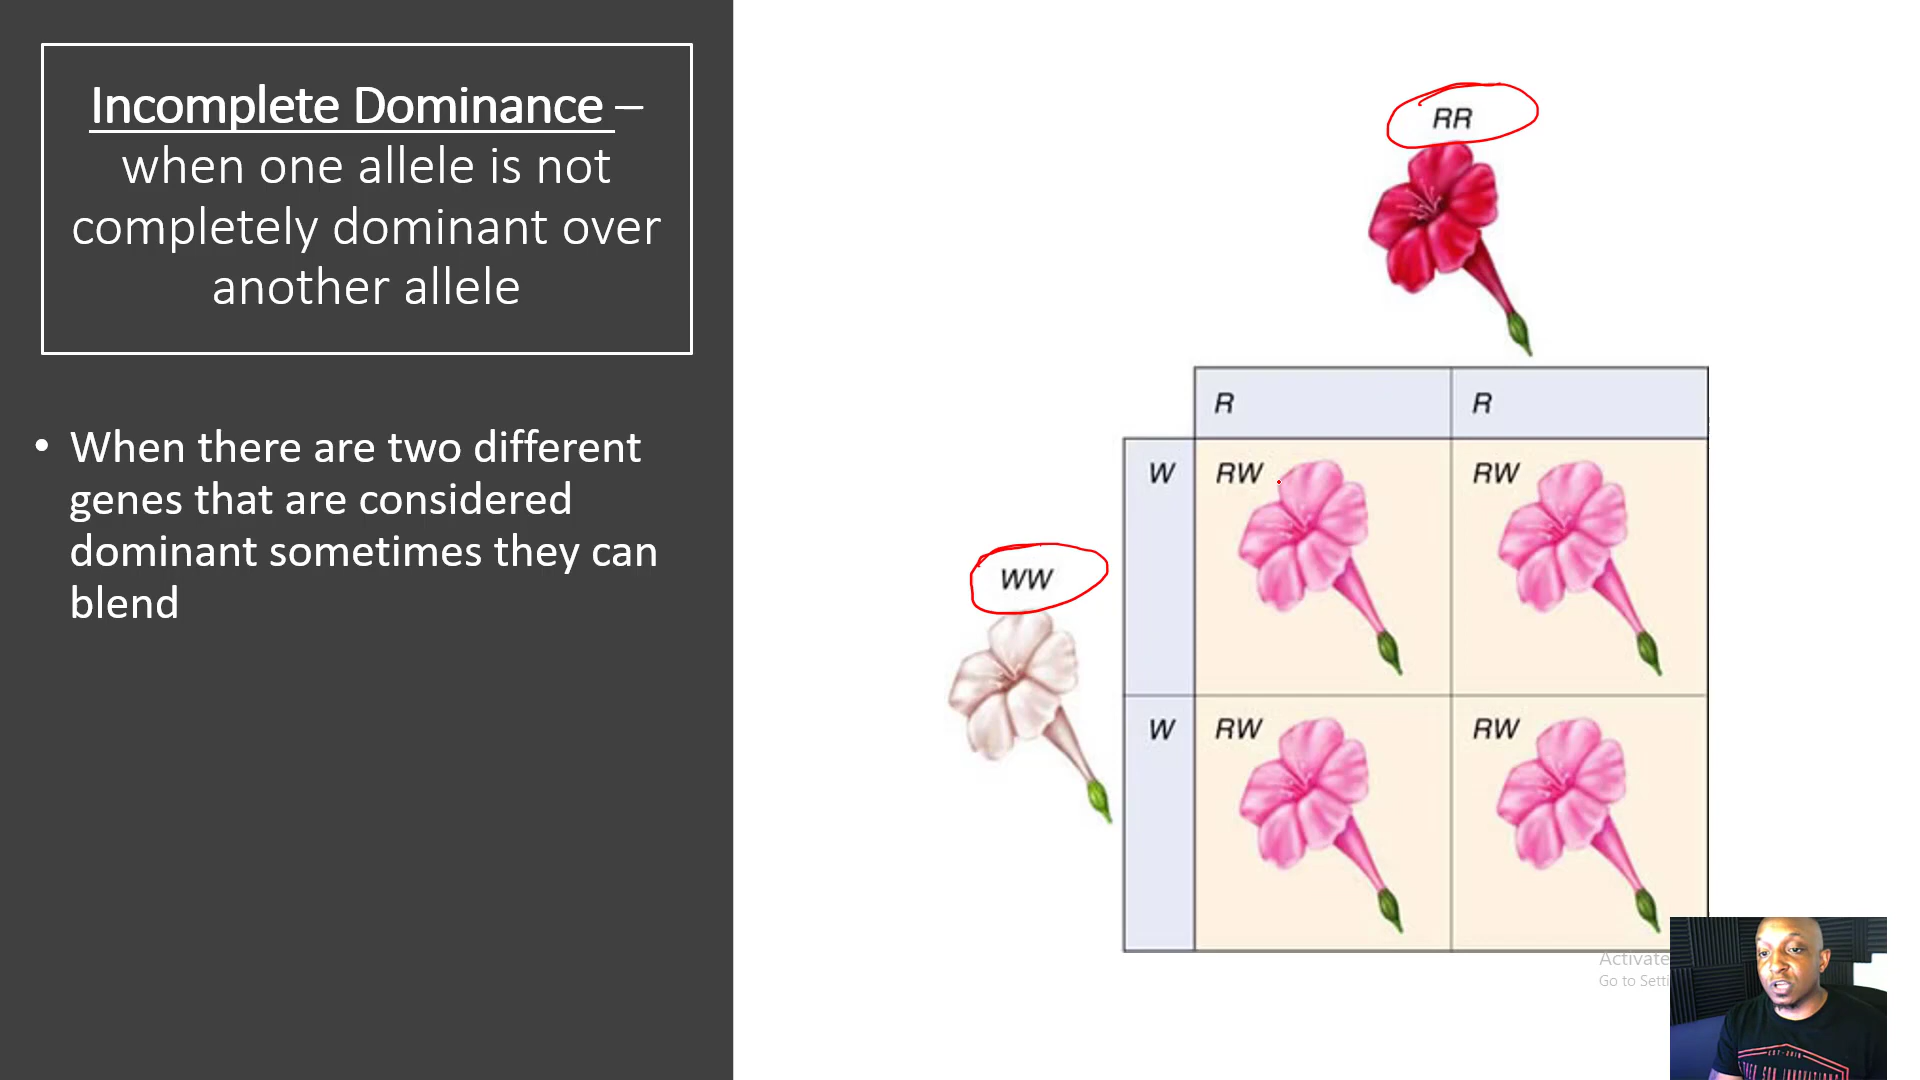 Incomplete Dominance –
when one allele is not
completely dominant over
another allele
• When there are two different
genes that are considered
dominant sometimes they can
blend
RR
R R
W RW RW
WW
W RW RW
Activate
Go to Setti